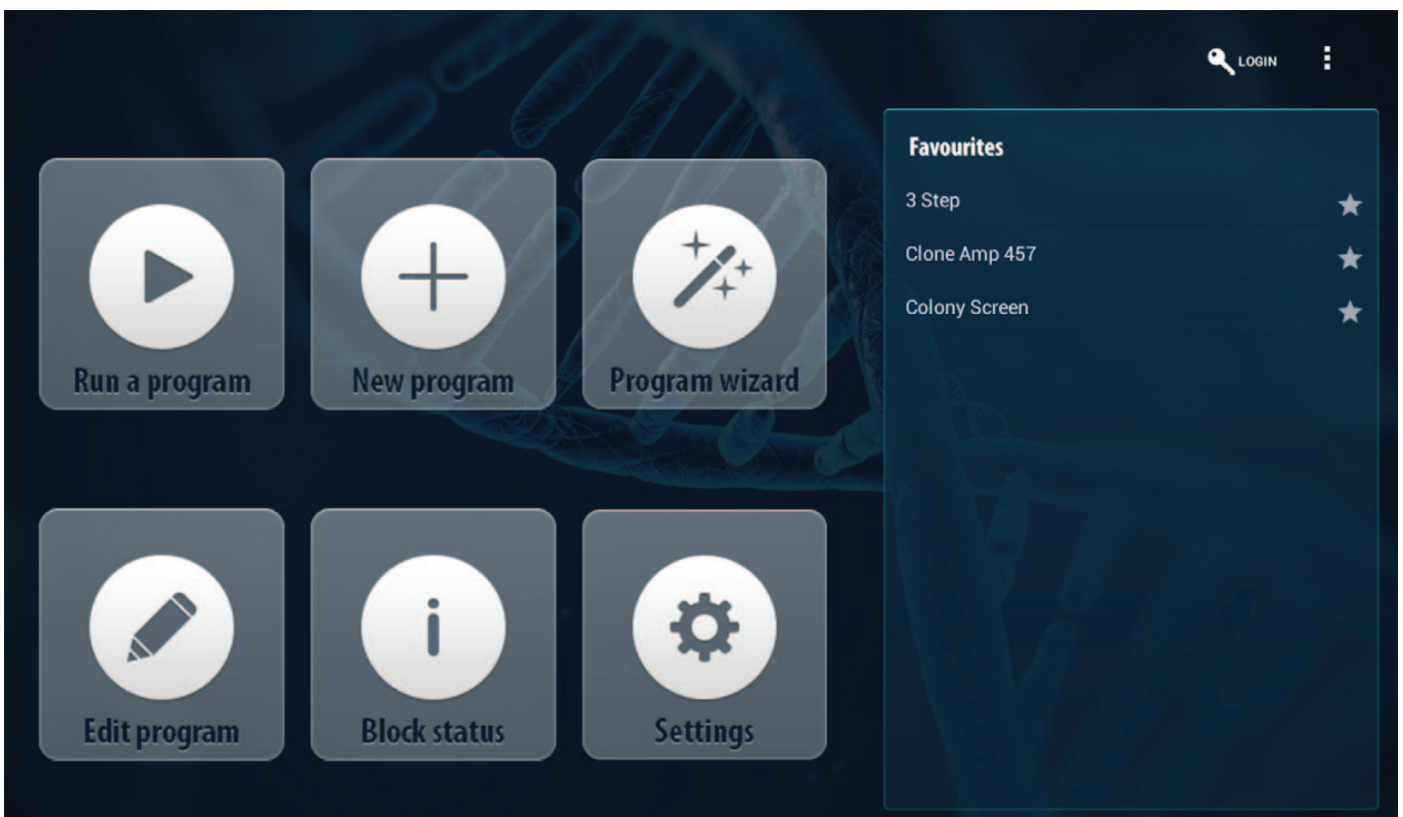 LOGIN
Favourites
3 Step
Clone Amp 457
Colony Screen
Run a program
New program
Program wizard
Edit program
Block status
Settings